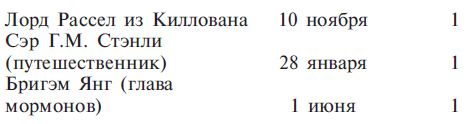 Лорд Рассел из Киллована 10 ноября 1
Сэр Г.М. Стэнли
(путешественник) 28 января 1
Бригэм Янг (глава
мормонов) 1 июня 1